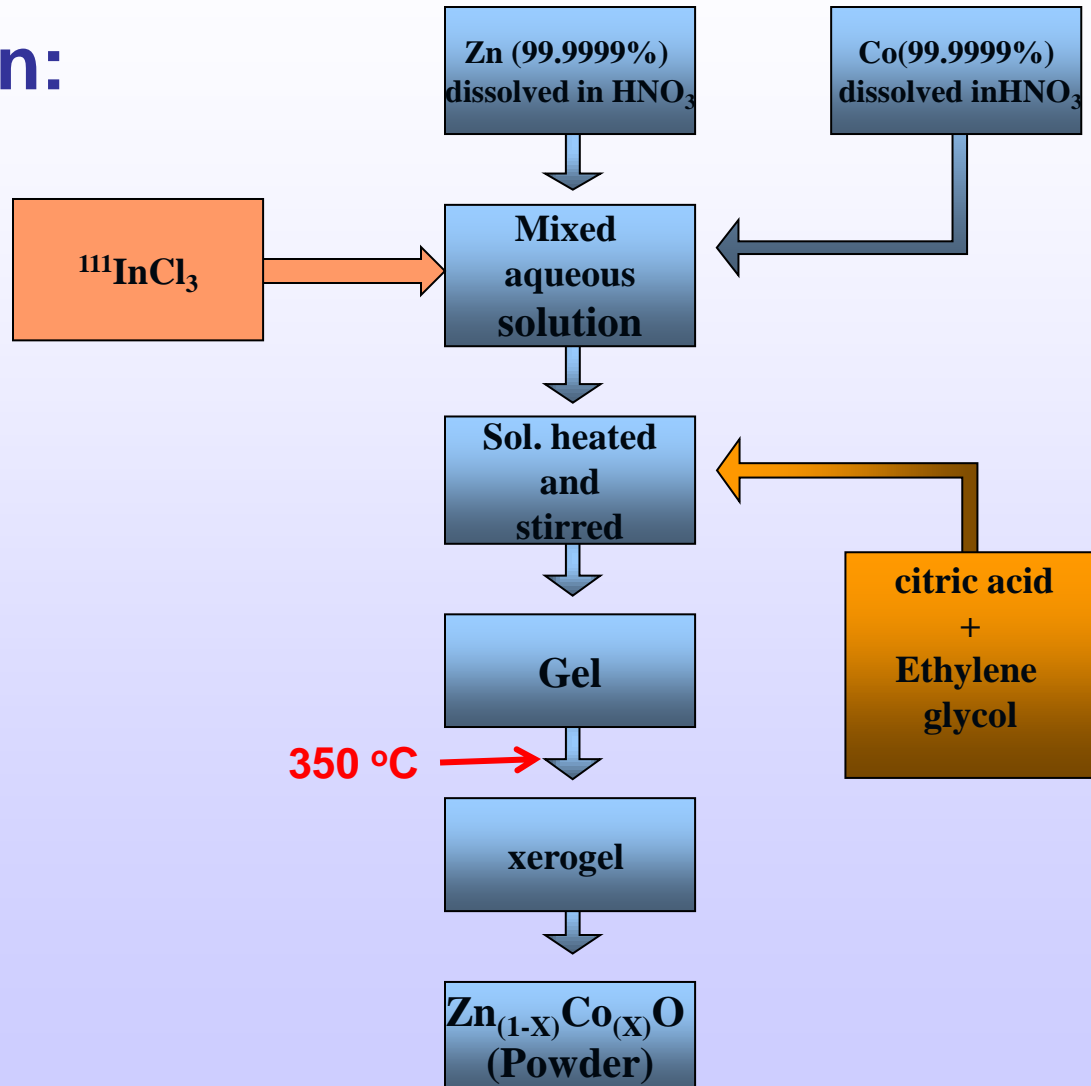 n:
Zn (99.9999%)
dissolved in HNO₃
Co(99.9999%)
dissolved inHNO₃
¹¹¹InCl₃
Mixed
aqueous
solution
Sol. heated
and
stirred
citric acid
+
Ethylene
glycol
Gel
350 ºC
xerogel
Zn₍₁₋ₓ₎Co₍ₓ₎O
(Powder)